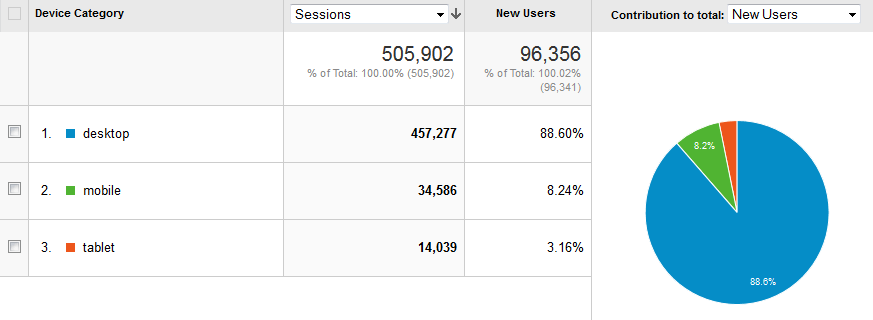 Device Category Sessions New Users Contribution to total: New Users
505,902 96,356
% of Total: 100.00% (505,902) % of Total: 100.02%
(96,341)
1. desktop 457,277 88.60%
2. mobile 34,586 8.24%
3. tablet 14,039 3.16%
8.2%
88.6%